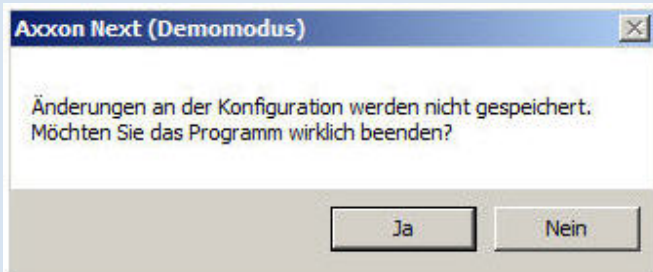 Axxon Next (Demomodus)
Änderungen an der Konfiguration werden nicht gespeichert.
Möchten Sie das Programm wirklich beenden?
Ja
Nein